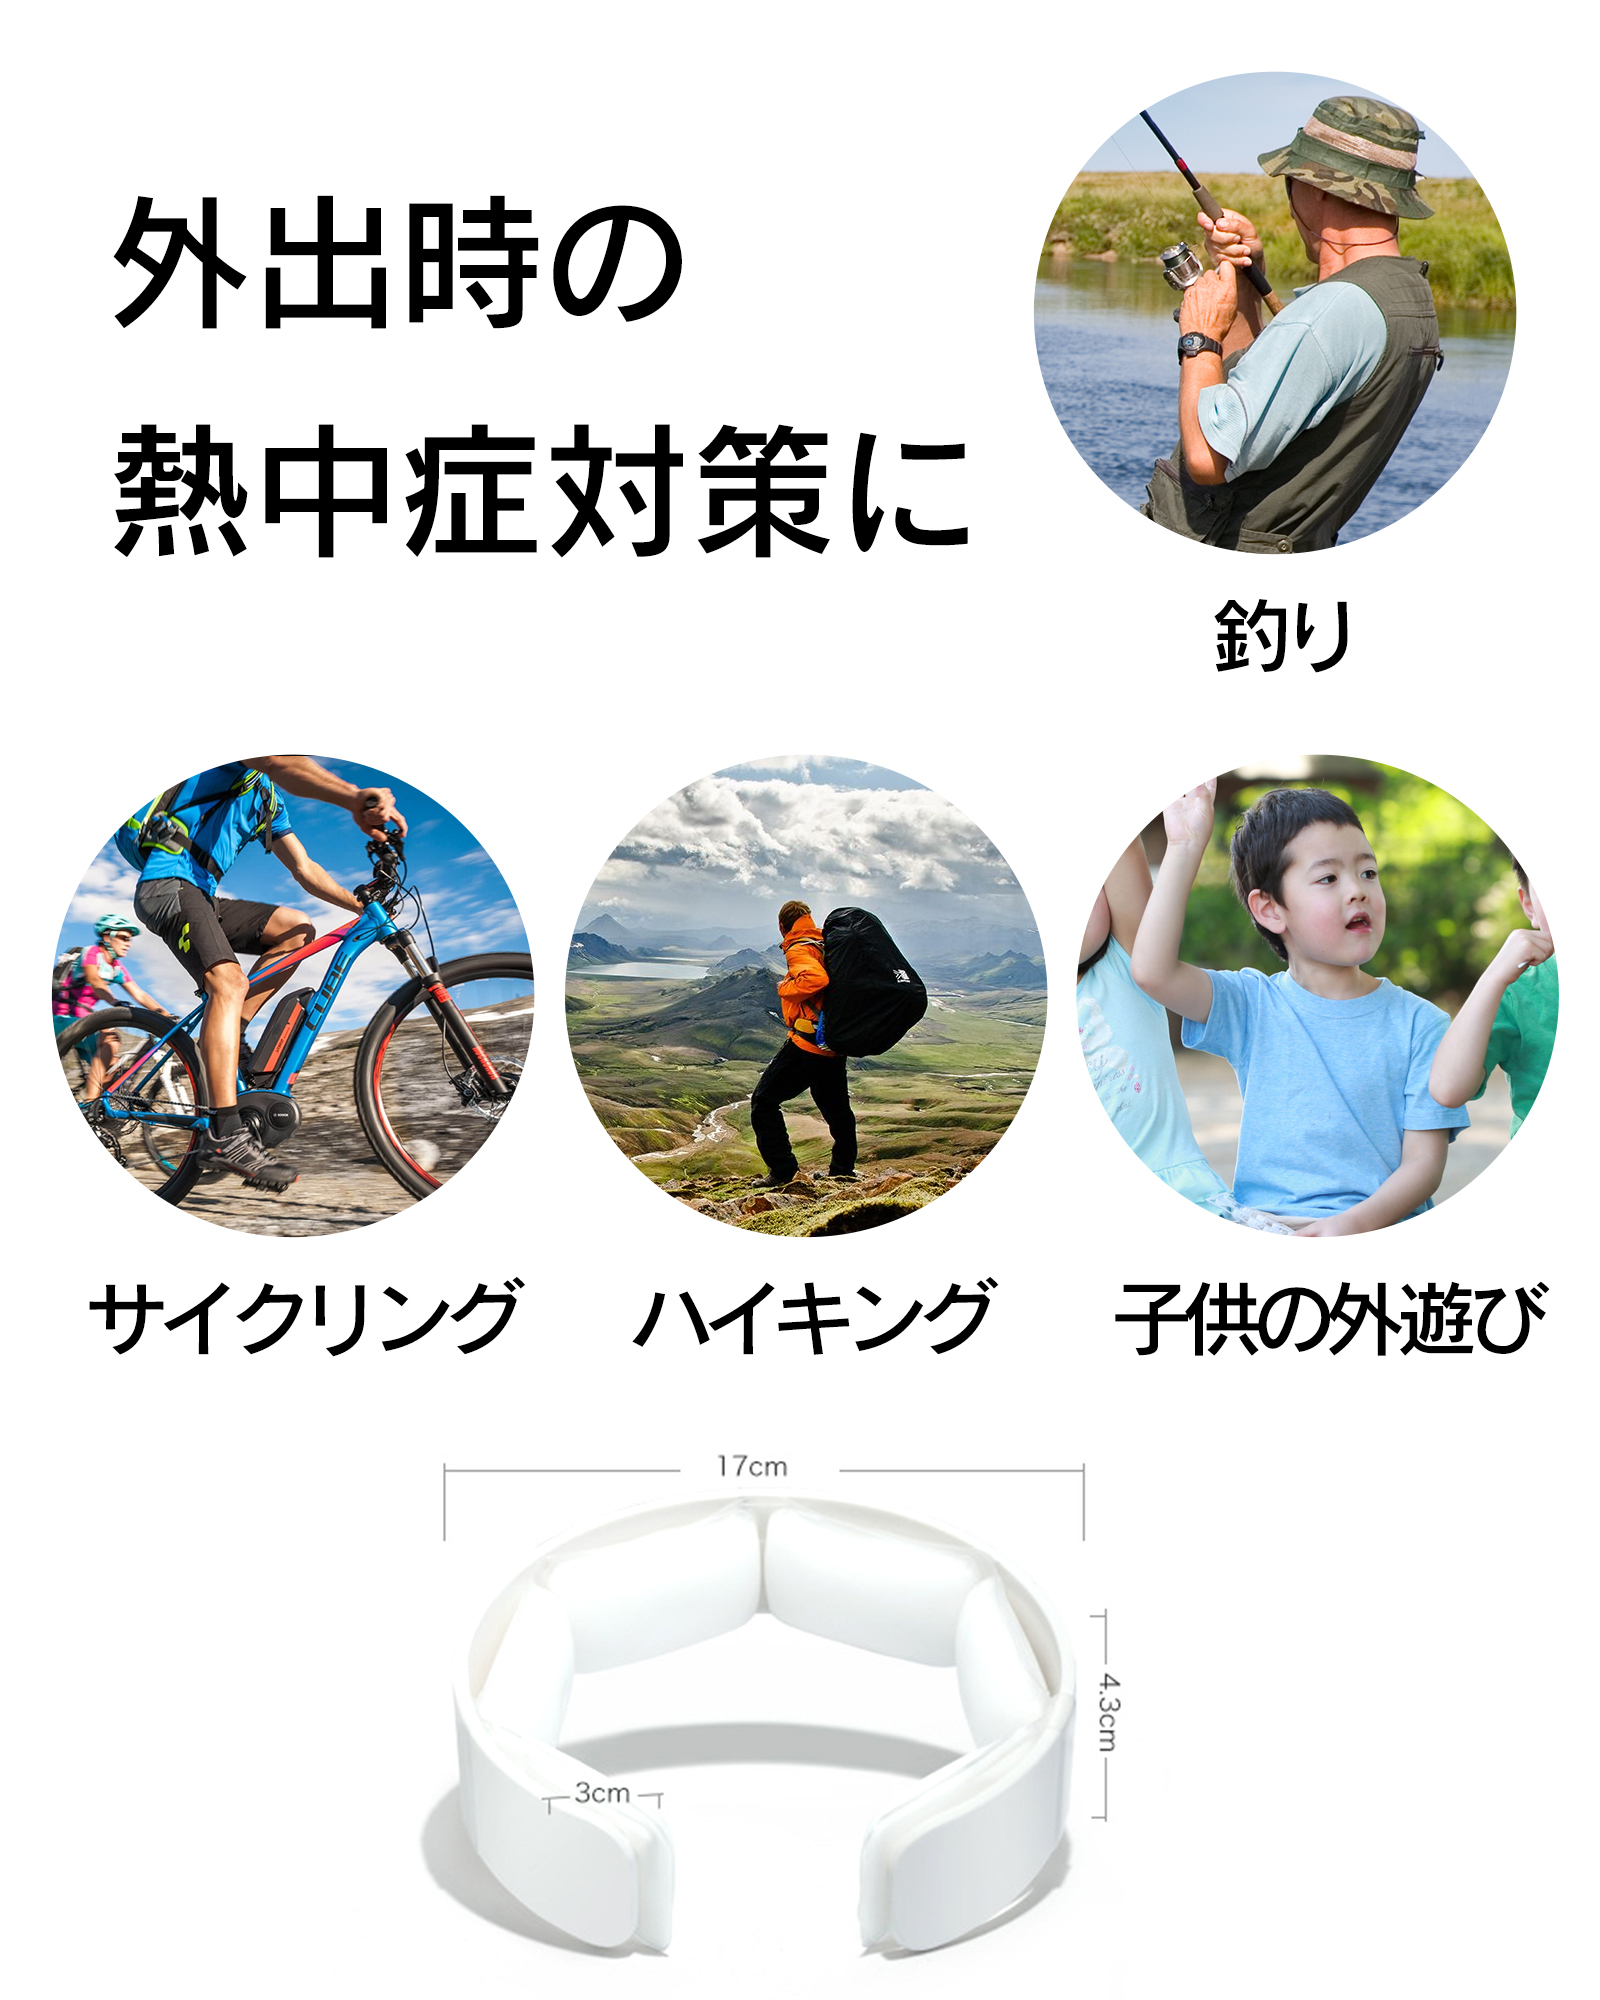 外出時の
熱中症対策に
釣り
CUBE
サイクリング
ハイキング
子供の外遊び
17cm
4.3cm
3cm